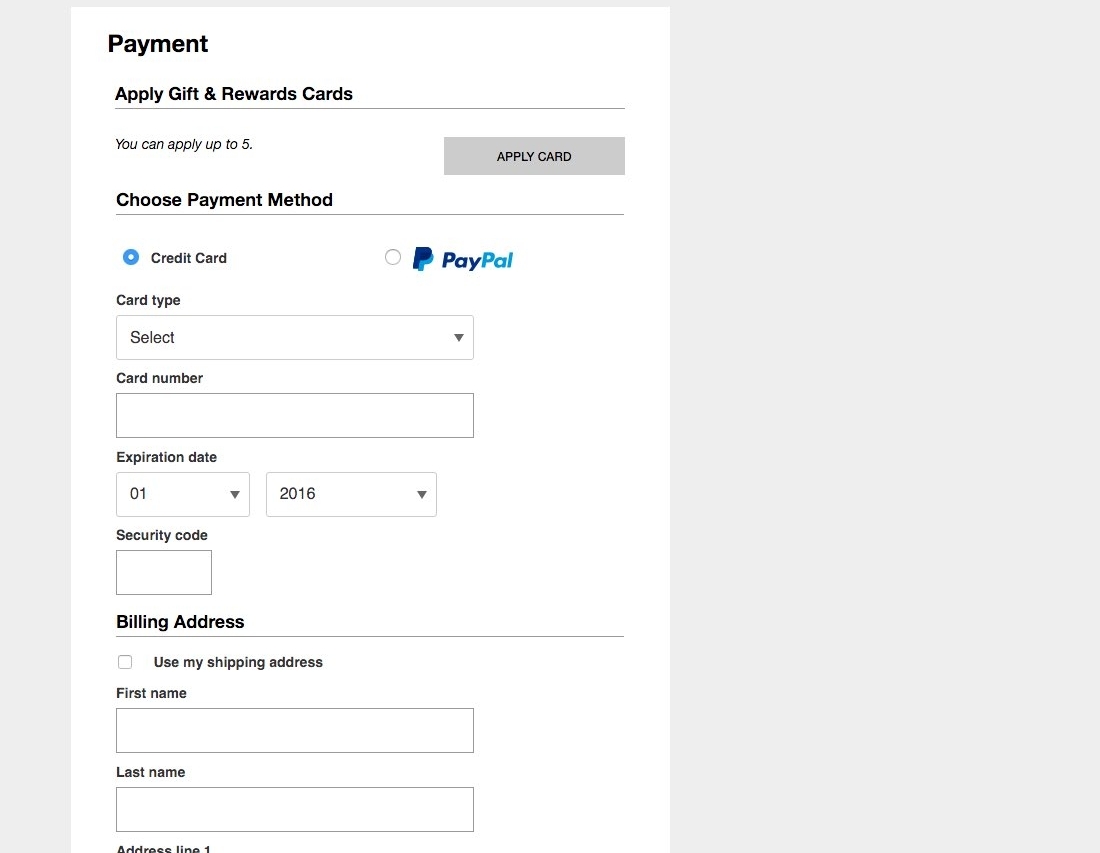 Payment
Apply Gift & Rewards Cards
You can apply up to 5.
APPLY CARD
Choose Payment Method
Credit Card
PayPal
Card type
Select
Card number
Expiration date
01
2016
Security code
Billing Address
Use my shipping address
First name
Last name
Address line 1